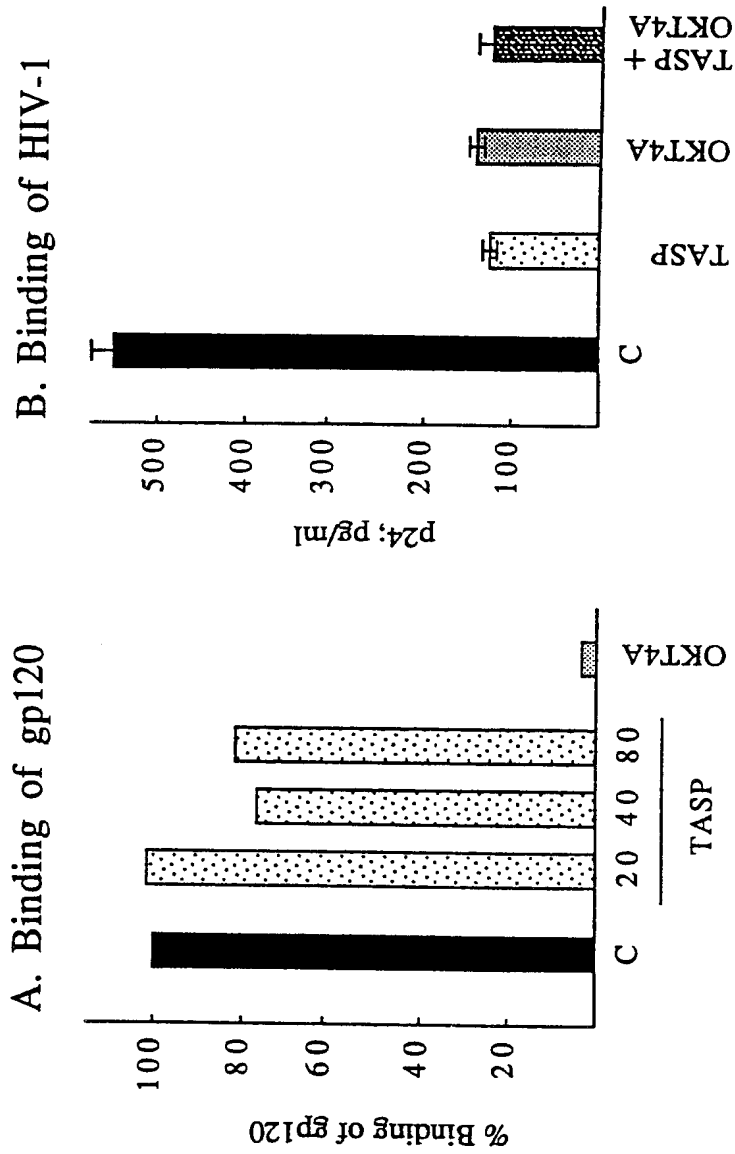 A. Binding of gp120
% Binding of gp120
100
80
60
40
20
C
20
40
80
OKT4A
TASP
B. Binding of HIV-1
p24; pg/ml
500
400
300
200
100
C
TASP
OKT4A
TASP +
OKT4A